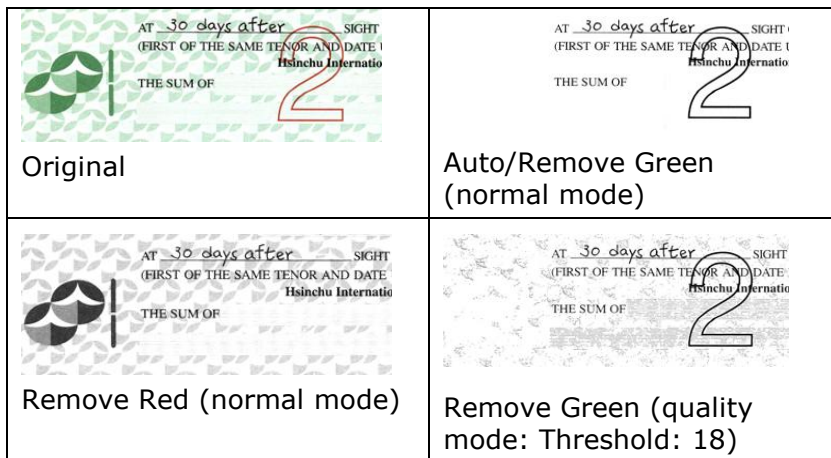 AT 30 days after SIGHT
(FIRST OF THE SAME TENOR AND DATE
Hsinchu Internatio
THE SUM OF
2
Original
AT 30 days after SIGHT
(FIRST OF THE SAME TENOR AND DATE
Hsinchu Internatio
THE SUM OF
2
Auto/Remove Green
(normal mode)
AT 30 days after SIGHT
(FIRST OF THE SAME TENOR AND DATE
Hsinchu Internatio
THE SUM OF
Remove Red (normal mode)
AT 30 days after SIGHT
(FIRST OF THE SAME TENOR AND DATE
Hsinchu Internatio
THE SUM OF
2
Remove Green (quality
mode: Threshold: 18)